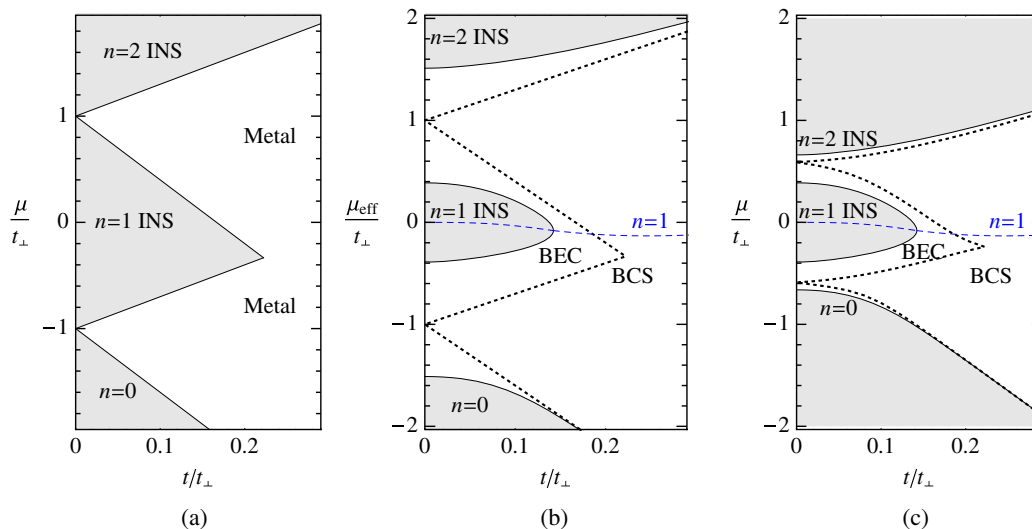 n=2 INS
1
Metal
μ/t⊥
0
n=1 INS
Metal
−1
n=0
0
0.1
0.2
t/t⊥
(a)
2
n=2 INS
1
μeff/t⊥
0
n=1 INS
n=1
BEC
BCS
−1
n=0
−2
0
0.1
0.2
t/t⊥
(b)
2
1
n=2 INS
μ/t⊥
0
n=1 INS
n=1
BEC
BCS
−1
n=0
−2
0
0.1
0.2
t/t⊥
(c)